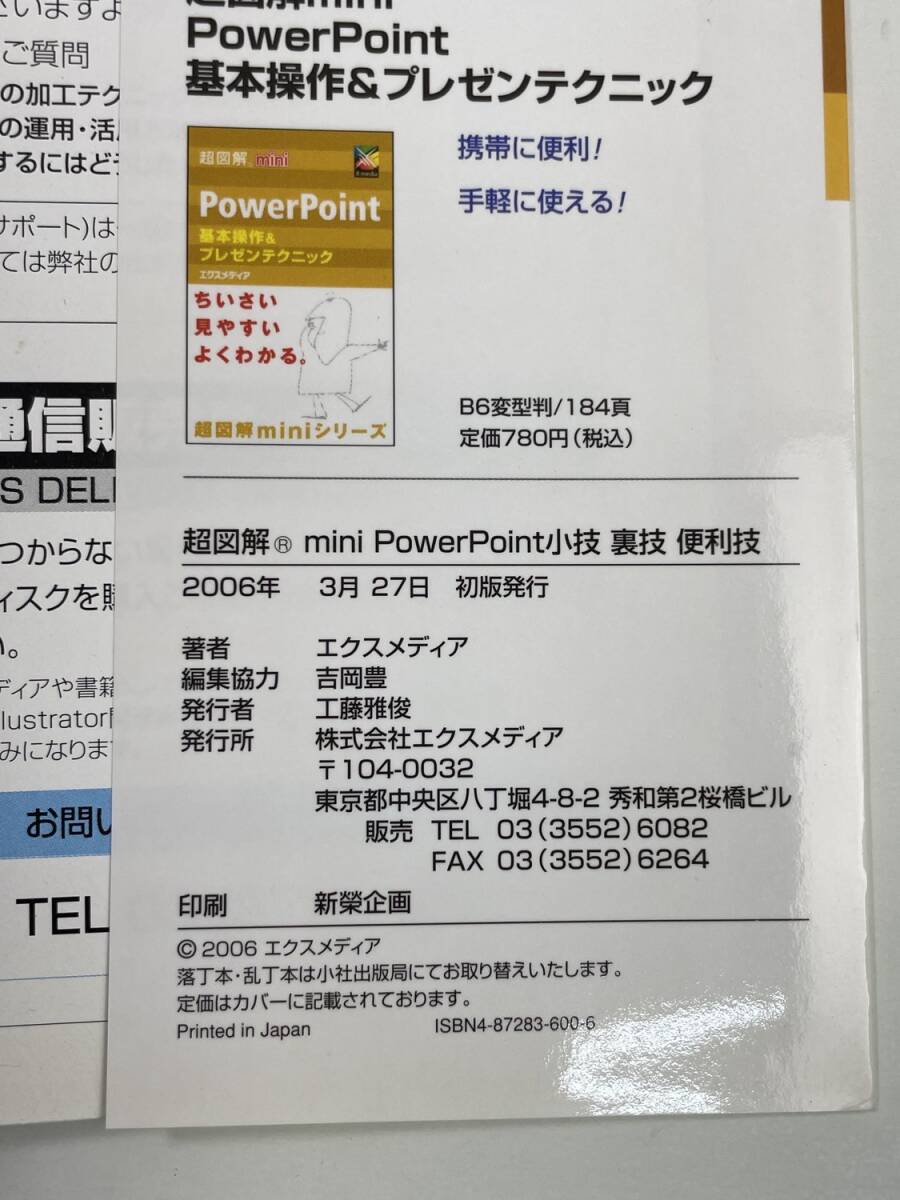 いますよ
ご質問
の加工テク
の運用・活用
するにはど
サポート)は
ては弊社の
通信販
S DELI
つからな
ィスクを購
い。
ディアや書籍
llustrator
みになります
お問い
TEL
超図解mini
PowerPoint
基本操作&プレゼンテクニック
超図解 mini
PowerPoint
基本操作&
プレゼンテクニック
エクスメディア
ちいさい
見やすい
よくわかる。
超図解miniシリーズ
携帯に便利!
手軽に使える!
B6変型判/184頁
定価780円(税込)
超図解® mini PowerPoint小技 裏技 便利技
2006年 3月 27日 初版発行
著者 エクスメディア
編集協力 吉岡豊
発行者 工藤雅俊
発行所 株式会社エクスメディア
〒104-0032
東京都中央区八丁堀4-8-2 秀和第2桜橋ビル
販売 TEL 03(3552)6082
FAX 03(3552)6264
印刷 新榮企画
©2006 エクスメディア
落丁本・乱丁本は小社出版局にてお取り替えいたします。
定価はカバーに記載されております。
Printed in Japan ISBN4-87283-600-6